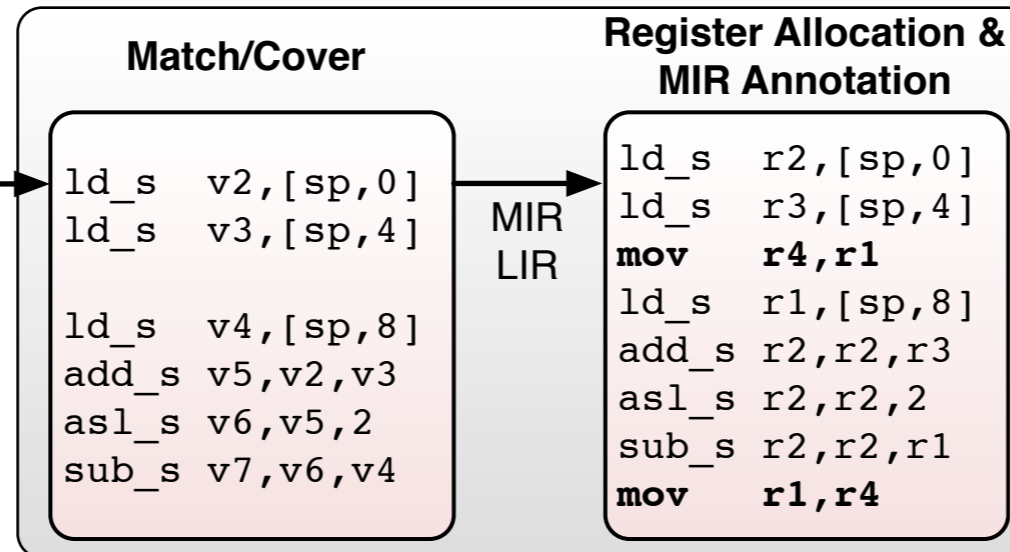 Match/Cover
ld_s v2,[sp,0]
ld_s v3,[sp,4]
ld_s v4,[sp,8]
add_s v5,v2,v3
asl_s v6,v5,2
sub_s v7,v6,v4
MIR
LIR
Register Allocation &
MIR Annotation
ld_s r2,[sp,0]
ld_s r3,[sp,4]
mov r4,r1
ld_s r1,[sp,8]
add_s r2,r2,r3
asl_s r2,r2,2
sub_s r2,r2,r1
mov r1,r4